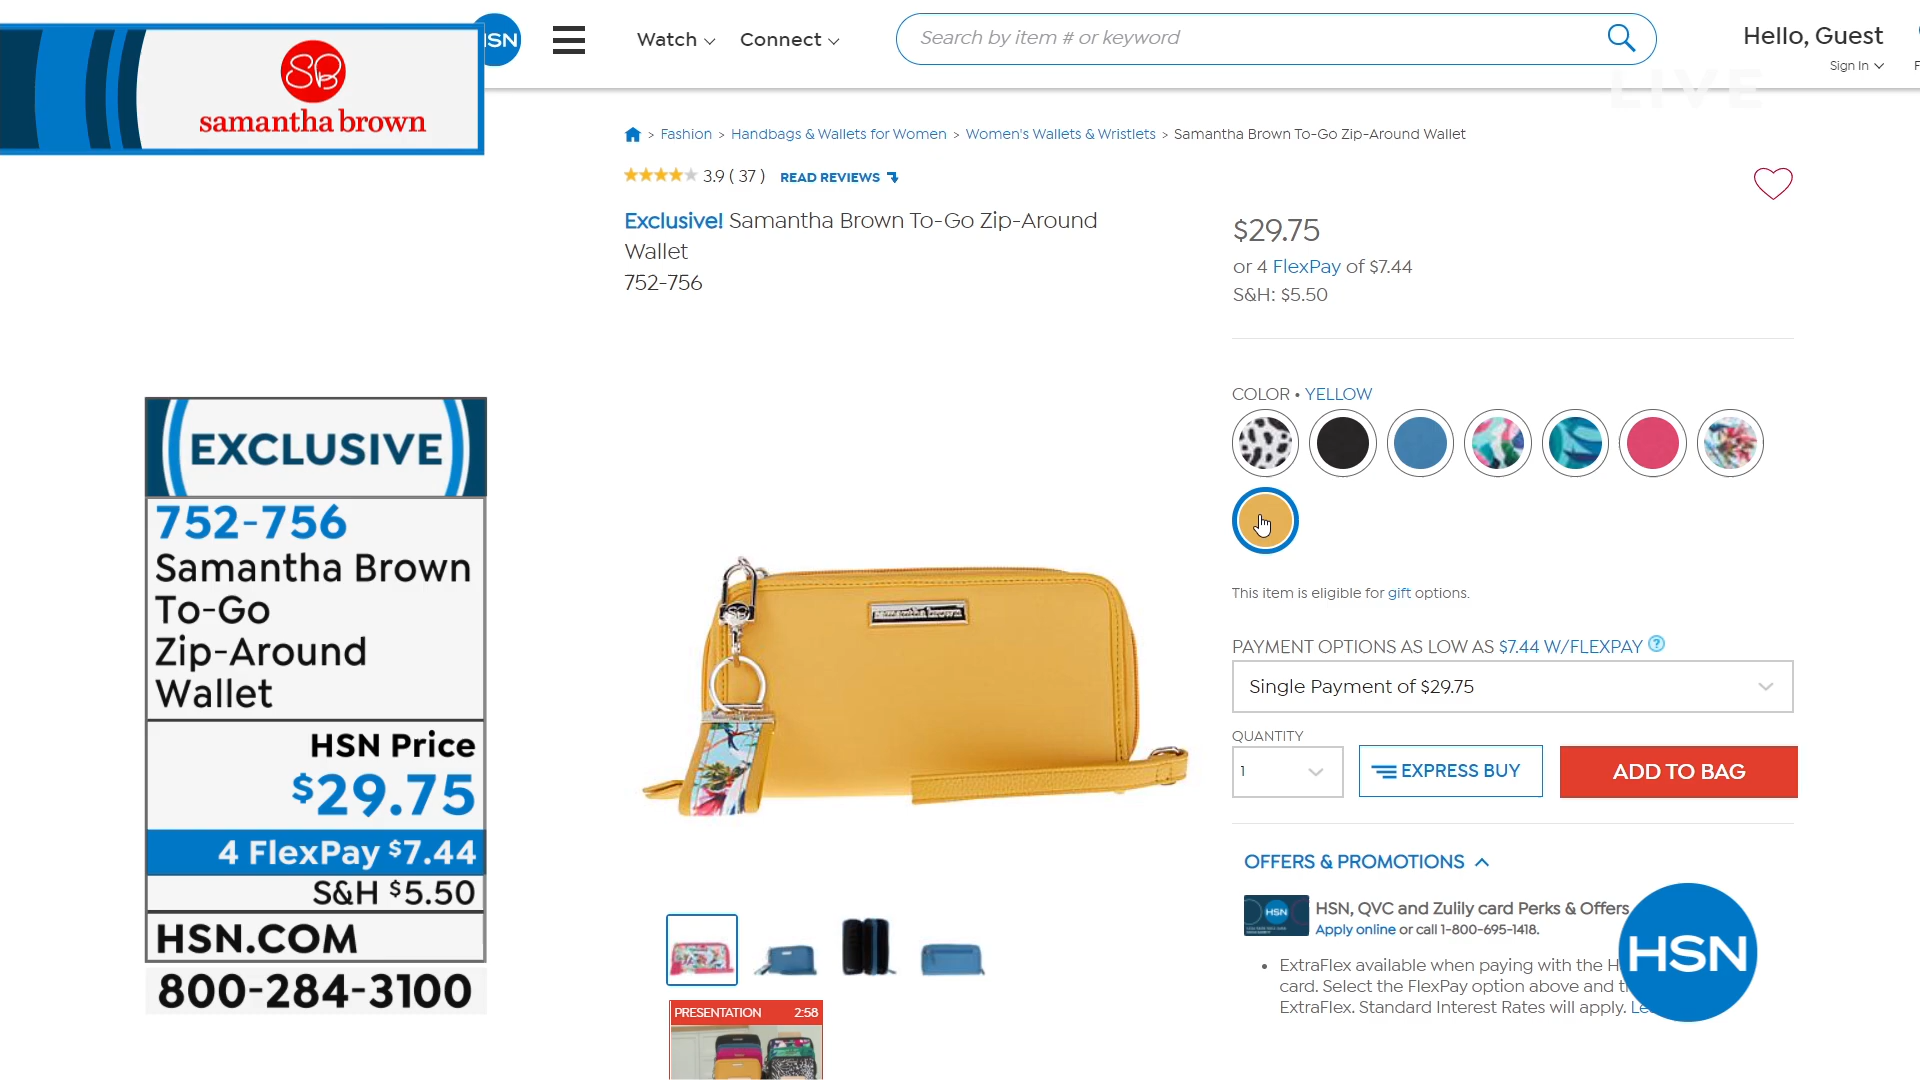 HSN
Watch
Connect
Search by item # or keyword
Hello, Guest
Sign In
LIVE
SB
samantha brown
> Fashion > Handbags & Wallets for Women > Women's Wallets & Wristlets > Samantha Brown To-Go Zip-Around Wallet
3.9 ( 37 ) READ REVIEWS
Exclusive! Samantha Brown To-Go Zip-Around
Wallet
752-756
$29.75
or 4 FlexPay of $7.44
S&H: $5.50
COLOR • YELLOW
This item is eligible for gift options.
PAYMENT OPTIONS AS LOW AS $7.44 W/FLEXPAY ?
Single Payment of $29.75
QUANTITY
1
EXPRESS BUY
ADD TO BAG
OFFERS & PROMOTIONS
HSN
HSN, QVC and Zulily card Perks & Offers
Apply online or call 1-800-695-1418.
• ExtraFlex available when paying with the H
card. Select the FlexPay option above and
ExtraFlex. Standard Interest Rates will apply.
HSN
EXCLUSIVE
752-756
Samantha Brown
To-Go
Zip-Around
Wallet
HSN Price
$29.75
4 FlexPay $7.44
S&H $5.50
HSN.COM
800-284-3100
samantha brown
PRESENTATION 2:58